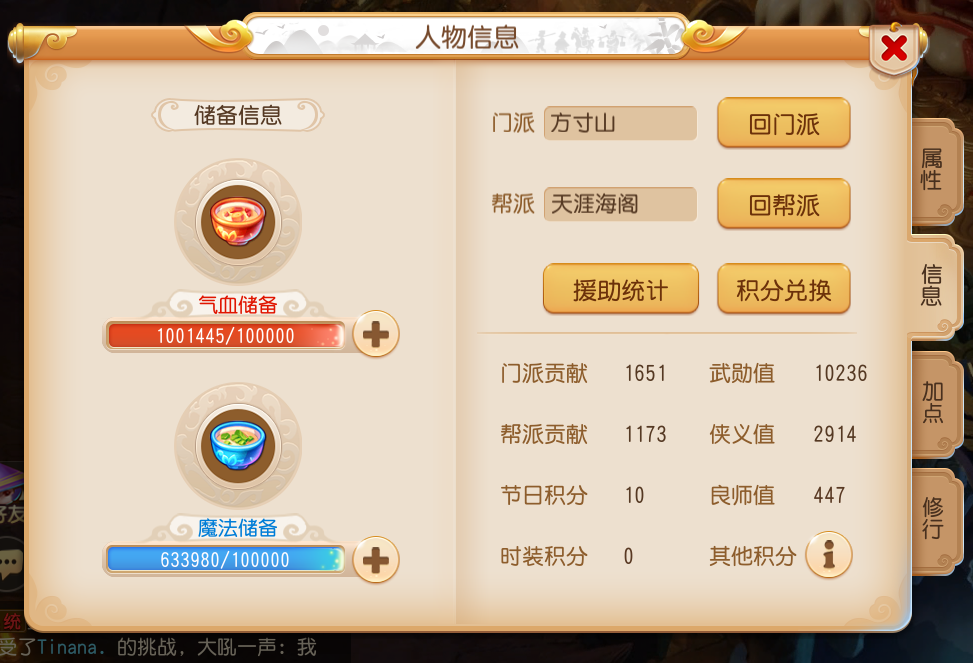 人物信息
储备信息
气血储备
1001445/100000
魔法储备
633980/100000
门派 方寸山 回门派
帮派 天涯海阁 回帮派
援助统计 积分兑换
门派贡献 1651 武勋值 10236
帮派贡献 1173 侠义值 2914
节日积分 10 良师值 447
时装积分 0 其他积分
属性
信息
加点
修行
好友
统
受了Tinana. 的挑战，大吼一声：我